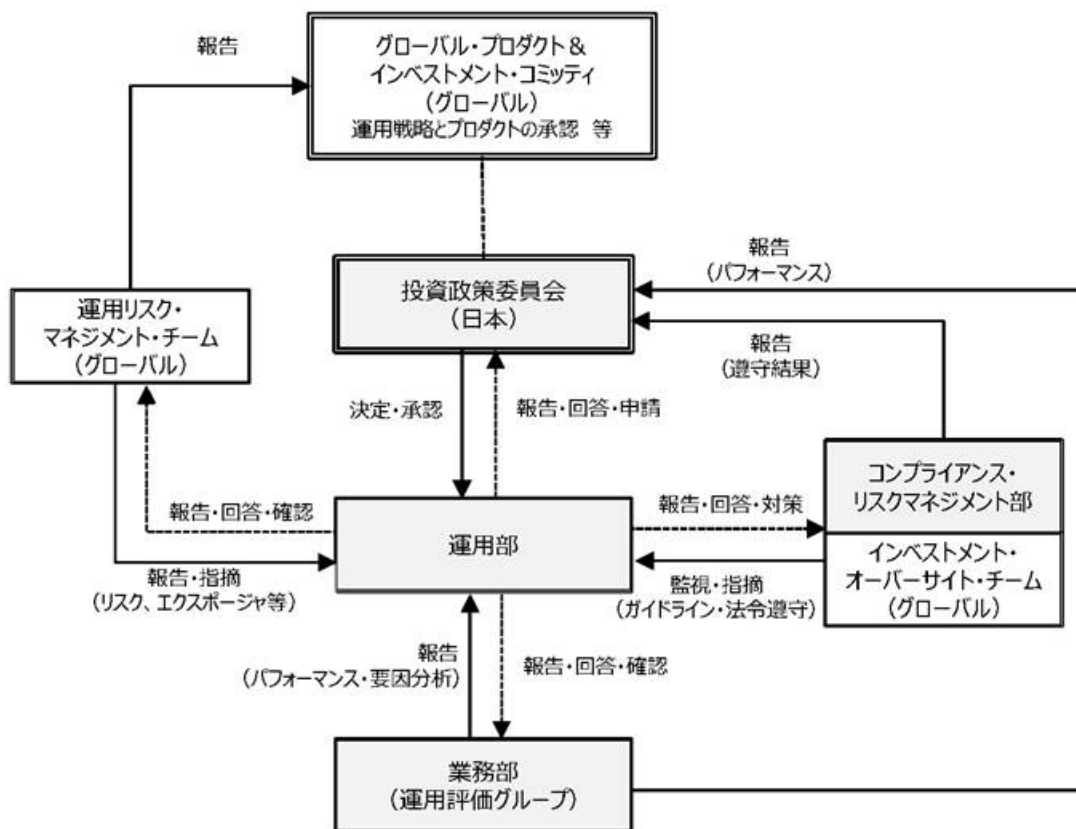 報告
グローバル・プロダクト&
インベストメント・コミッティ
(グローバル)
運用戦略とプロダクトの承認 等
報告
(パフォーマンス)
投資政策委員会
(日本)
運用リスク・
マネジメント・チーム
(グローバル)
報告
(遵守結果)
決定・承認
報告・回答・申請
コンプライアンス・
リスクマネジメント部
報告・回答・確認
報告・回答・対策
運用部
インベストメント・
オーバーサイト・チーム
(グローバル)
報告・指摘
(リスク、エクスポージャ等)
監視・指摘
(ガイドライン・法令遵守)
報告
(パフォーマンス・要因分析)
報告・回答・確認
業務部
(運用評価グループ)